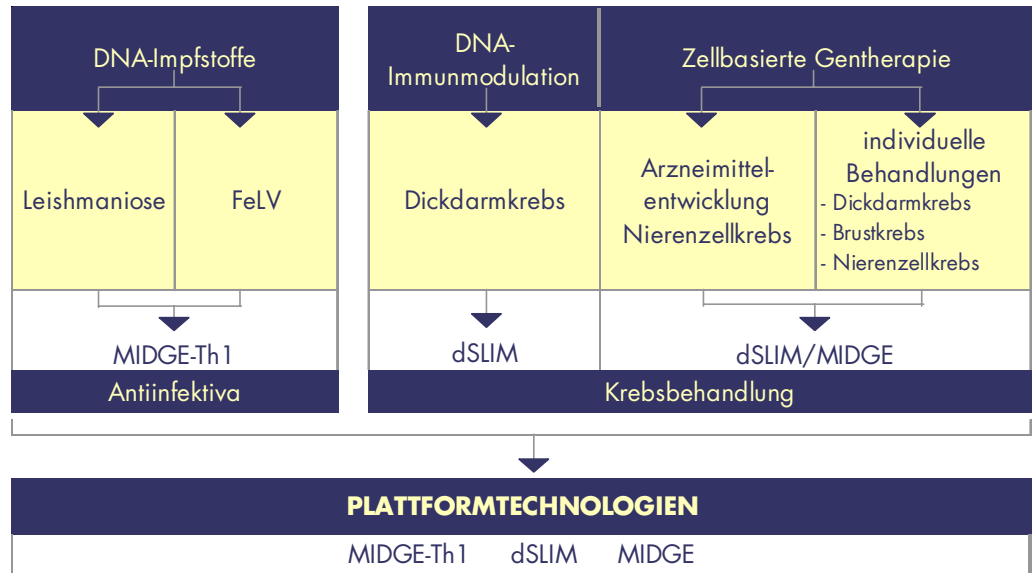 DNA-Impfstoffe
Leishmaniose
FeLV
MIDGE-Th1
Antiinfektiva
DNA-
Immunmodulation
Dickdarmkrebs
dSLIM
Zellbasierte Gentherapie
Arzneimittel-
entwicklung
Nierenzellkrebs
individuelle
Behandlungen
- Dickdarmkrebs
- Brustkrebs
- Nierenzellkrebs
dSLIM/MIDGE
Krebsbehandlung
PLATTFORMTECHNOLOGIEN
MIDGE-Th1 dSLIM MIDGE